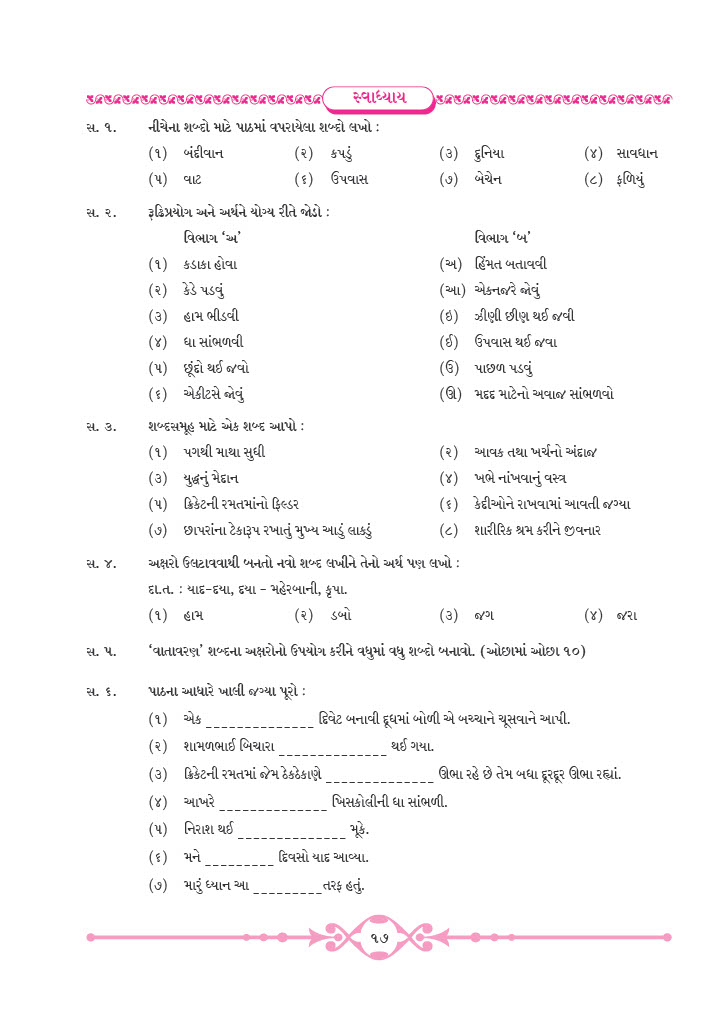 સ્વાધ્યાય
સ. ૧. નીચેના શબ્દો માટે પાઠમાં વપરાયેલા શબ્દો લખો :
(૧) બંદીવાન (૨) કપડું (૩) દુનિયા (૪) સાવધાન
(૫) વાટ (૬) ઉપવાસ (૭) બેચેન (૮) ફળિયું
સ. ૨. રૂઢિપ્રયોગ અને અર્થને યોગ્ય રીતે જોડો :
વિભાગ ‘અ’ વિભાગ ‘બ’
(૧) કડાકા હોવા (અ) હિંમત બતાવવી
(૨) કેડે પડવું (આ) એકનજરે જોવું
(૩) હામ ભીડવી (ઇ) ઝીણી છીણ થઈ જવી
(૪) ધા સાંભળવી (ઈ) ઉપવાસ થઈ જવા
(૫) છૂંદો થઈ જવો (ઉ) પાછળ પડવું
(૬) એકીટસે જોવું (ઊ) મદદ માટેનો અવાજ સાંભળવો
સ. ૩. શબ્દસમૂહ માટે એક શબ્દ આપો :
(૧) પગથી માથા સુધી (૨) આવક તથા ખર્ચનો અંદાજ
(૩) યુદ્ધનું મેદાન (૪) ખભે નાંખવાનું વસ્ત્ર
(૫) ક્રિકેટની રમતમાંનો ફિલ્ડર (૬) કેદીઓને રાખવામાં આવતી જગ્યા
(૭) છાપરાંના ટેકારૂપ રખાતું મુખ્ય આડું લાકડું (૮) શારીરિક શ્રમ કરીને જીવનાર
સ. ૪. અક્ષરો ઉલટાવવાથી બનતો નવો શબ્દ લખીને તેનો અર્થ પણ લખો :
દા.ત. : યાદ-દયા, દયા - મહેરબાની, કૃપા.
(૧) હામ (૨) ડબો (૩) જગ (૪) જરા
સ. ૫. ‘વાતાવરણ’ શબ્દના અક્ષરોનો ઉપયોગ કરીને વધુમાં વધુ શબ્દો બનાવો. (ઓછામાં ઓછા ૧૦)
સ. ૬. પાઠના આધારે ખાલી જગ્યા પૂરો :
(૧) એક ______________ દિવેટ બનાવી દૂધમાં બોળી એ બચ્ચાને ચૂસવાને આપી.
(૨) શામળભાઈ બિચારા ______________ થઈ ગયા.
(૩) ક્રિકેટની રમતમાં જેમ ઠેકઠેકાણે ______________ ઊભા રહે છે તેમ બધા દૂરદૂર ઊભા રહ્યાં.
(૪) આખરે ______________ ખિસકોલીની ધા સાંભળી.
(૫) નિરાશ થઈ ______________ મૂકે.
(૬) મને _________ દિવસો યાદ આવ્યા.
(૭) મારું ધ્યાન આ _________તરફ હતું.
૧૭